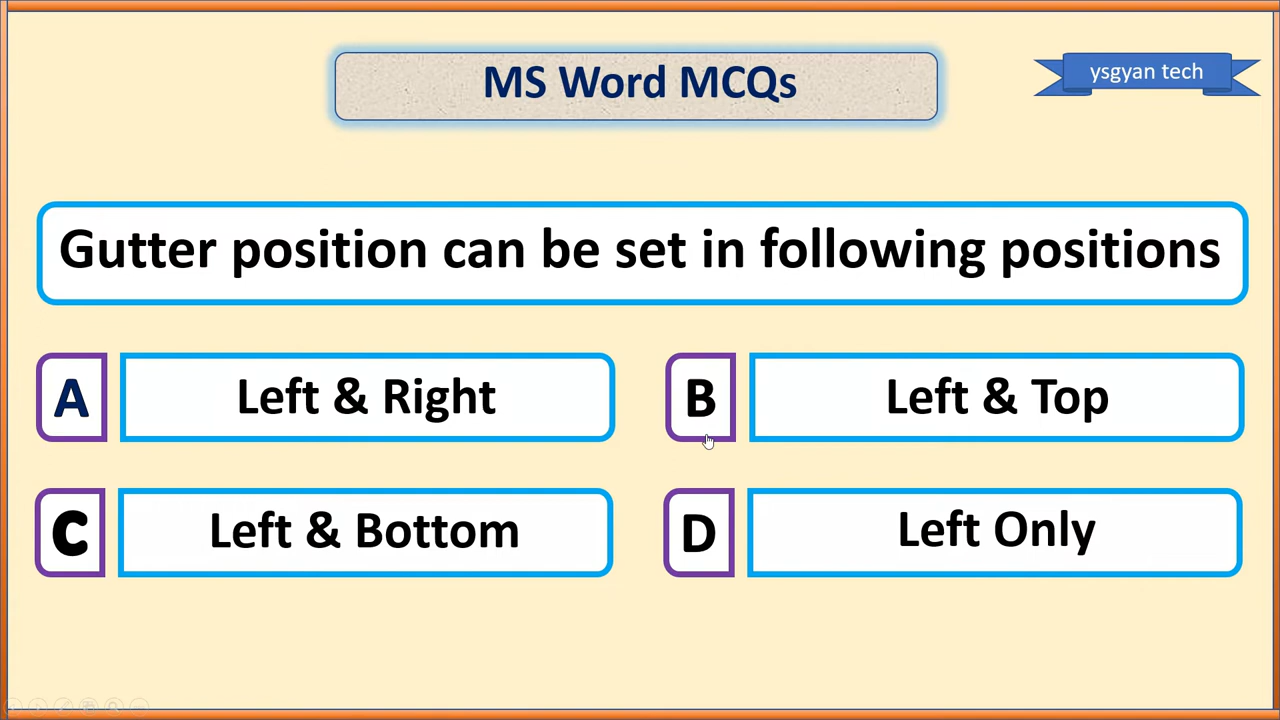 MS Word MCQs
ysgyan tech
Gutter position can be set in following positions
A Left & Right
B Left & Top
C Left & Bottom
D Left Only